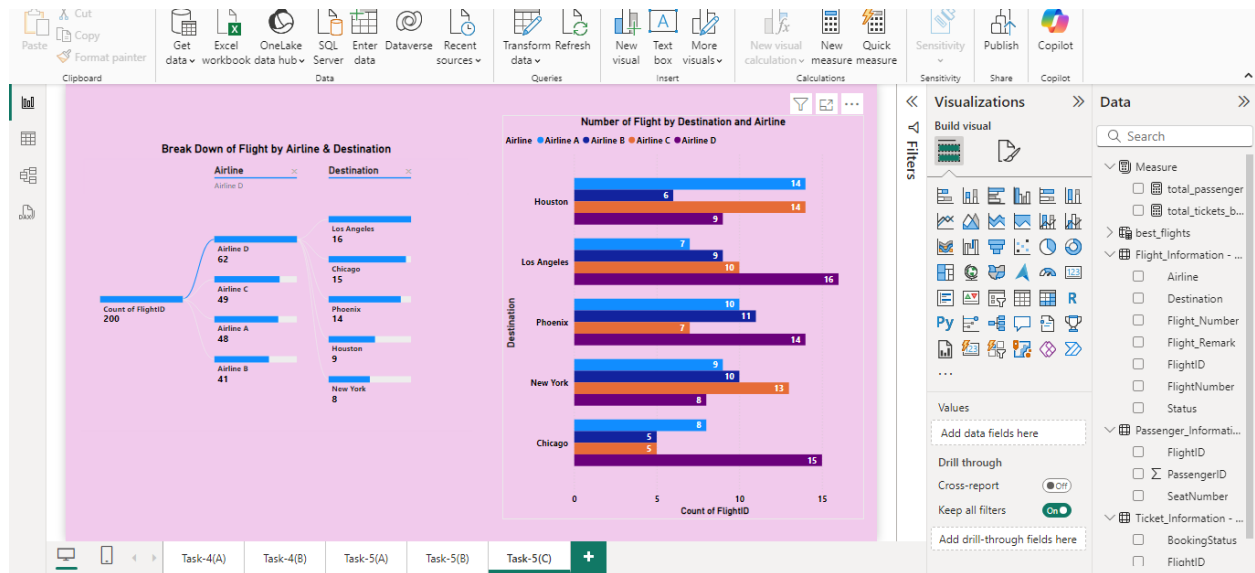 Paste
Cut
Copy
Format painter
Clipboard
Get data
Excel workbook
OneLake data hub
SQL Server
Enter data
Dataverse
Recent sources
Data
Transform data
Refresh
Queries
New visual
Text box
More visuals
Insert
New visual calculation
New measure
Quick measure
Calculations
Sensitivity
Sensitivity
Publish
Share
Copilot
Copilot
Break Down of Flight by Airline & Destination
Airline
Airline D
Destination
Count of FlightID
200
Airline D
62
Airline C
49
Airline A
48
Airline B
41
Los Angeles
16
Chicago
15
Phoenix
14
Houston
9
New York
8
Number of Flight by Destination and Airline
Airline Airline A Airline B Airline C Airline D
Destination
Houston
14
6
14
9
Los Angeles
7
9
10
16
Phoenix
10
11
7
14
New York
9
10
13
8
Chicago
8
5
5
15
0 5 10 15
Count of FlightID
Filters
Visualizations
Build visual
123
R
Py
123
...
Values
Add data fields here
Drill through
Cross-report
Off
Keep all filters
On
Add drill-through fields here
Data
Search
Measure
total_passenger
total_tickets_b...
best_flights
Flight_Information - ...
Airline
Destination
Flight_Number
Flight_Remark
FlightID
FlightNumber
Status
Passenger_Informati...
FlightID
PassengerID
SeatNumber
Ticket_Information - ...
BookingStatus
FlightID
Task-4(A)
Task-4(B)
Task-5(A)
Task-5(B)
Task-5(C)